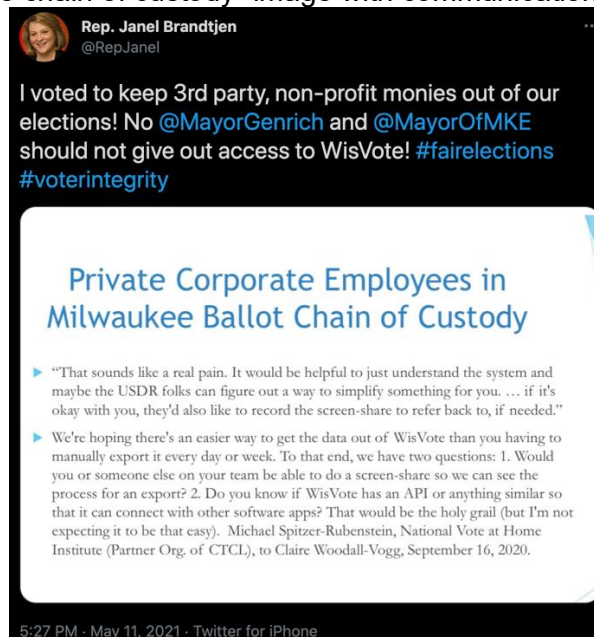 chain of custody" image with communication
Rep. Janel Brandtjen
@RepJanel
I voted to keep 3rd party, non-profit monies out of our
elections! No @MayorGenrich and @MayorOfMKE
should not give out access to WisVote! #fairelections
#voterintegrity
Private Corporate Employees in
Milwaukee Ballot Chain of Custody
"That sounds like a real pain. It would be helpful to just understand the system and
maybe the USDR folks can figure out a way to simplify something for you. … if it's
okay with you, they'd also like to record the screen-share to refer back to, if needed."
We're hoping there's an easier way to get the data out of WisVote than you having to
manually export it every day or week. To that end, we have two questions: 1. Would
you or someone else on your team be able to do a screen-share so we can see the
process for an export? 2. Do you know if WisVote has an API or anything similar so
that it can connect with other software apps? That would be the holy grail (but I'm not
expecting it to be that easy). Michael Spitzer-Rubenstein, National Vote at Home
Institute (Partner Org. of CTCL), to Claire Woodall-Vogg, September 16, 2020.
5:27 PM · May 11, 2021 · Twitter for iPhone